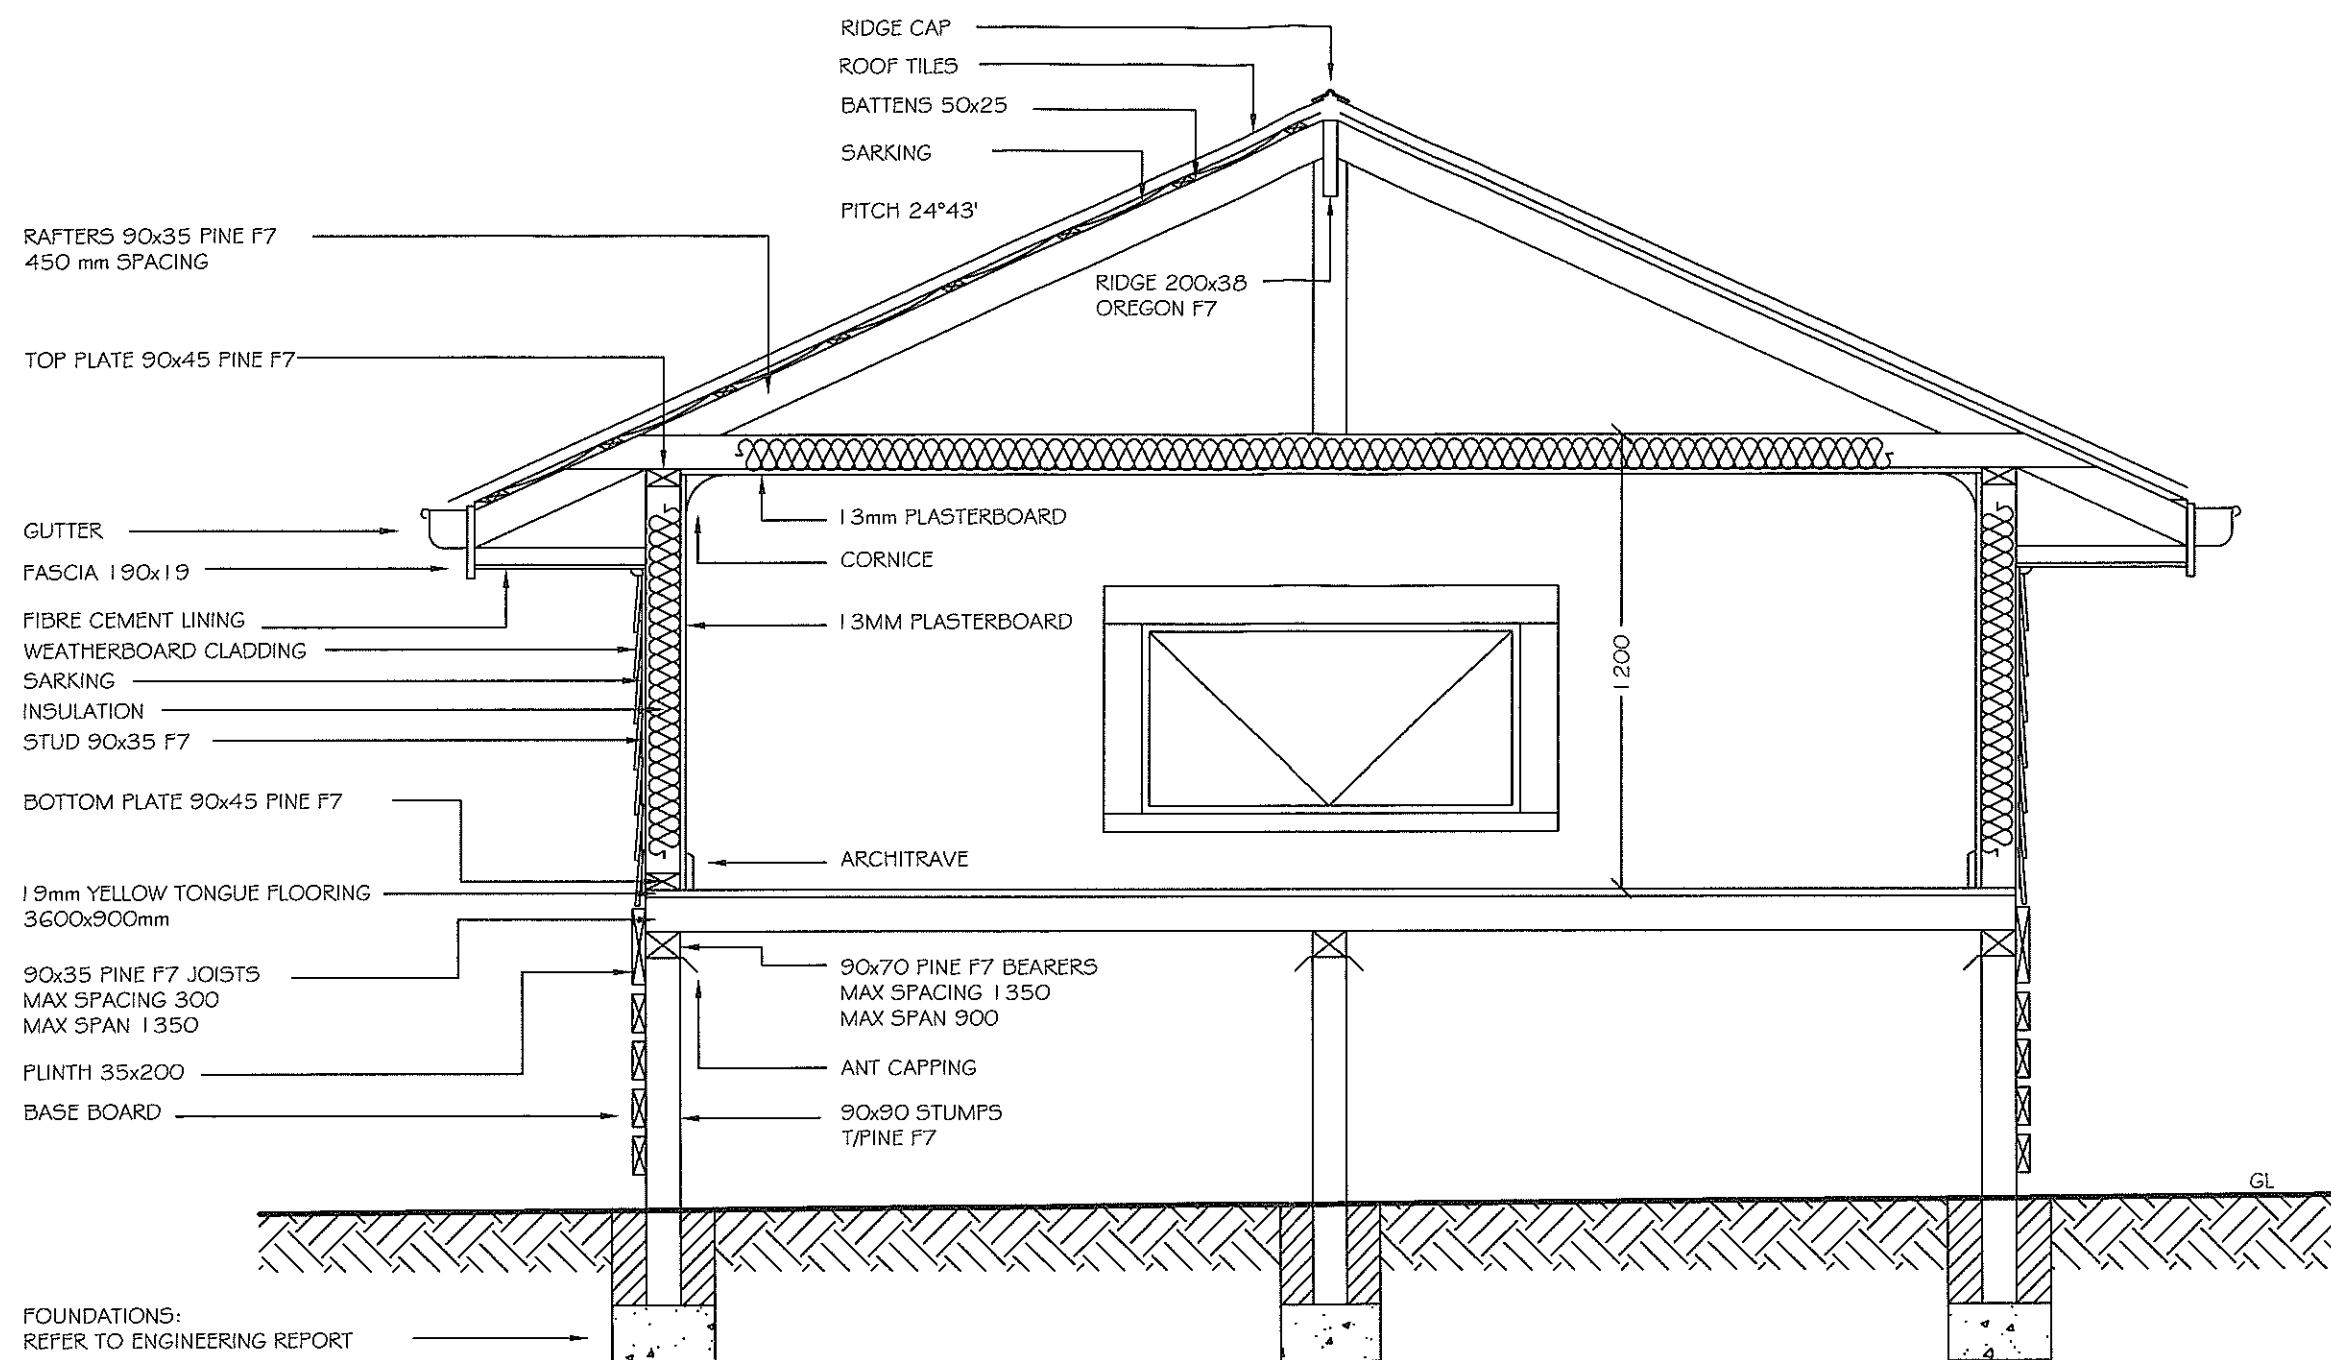 RIDGE CAP
ROOF TILES
BATTENS 50x25
SARKING
PITCH 24°43'
RAFTERS 90x35 PINE F7
450 mm SPACING
RIDGE 200x38
OREGON F7
TOP PLATE 90x45 PINE F7
GUTTER
FASCIA 190x19
FIBRE CEMENT LINING
WEATHERBOARD CLADDING
SARKING
INSULATION
STUD 90x35 F7
BOTTOM PLATE 90x45 PINE F7
19mm YELLOW TONGUE FLOORING
3600x900mm
90x35 PINE F7 JOISTS
MAX SPACING 300
MAX SPAN 1350
PLINTH 35x200
BASE BOARD
13mm PLASTERBOARD
CORNICE
13MM PLASTERBOARD
1200
ARCHITRAVE
90x70 PINE F7 BEARERS
MAX SPACING 1350
MAX SPAN 900
ANT CAPPING
90x90 STUMPS
T/PINE F7
GL
FOUNDATIONS:
REFER TO ENGINEERING REPORT